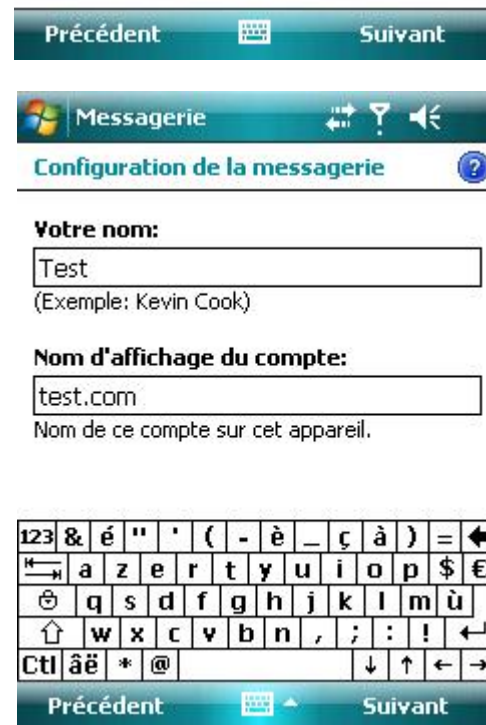 Précédent Suivant
Messagerie
Configuration de la messagerie ?
Votre nom:
Test
(Exemple: Kevin Cook)
Nom d'affichage du compte:
test.com
Nom de ce compte sur cet appareil.
123 & é " ' ( - è _ ç à ) =
a z e r t y u i o p $ €
q s d f g h j k l m ù
w x c v b n , ; : !
Ctl âë * @ ↓ ↑ ← →
Précédent Suivant